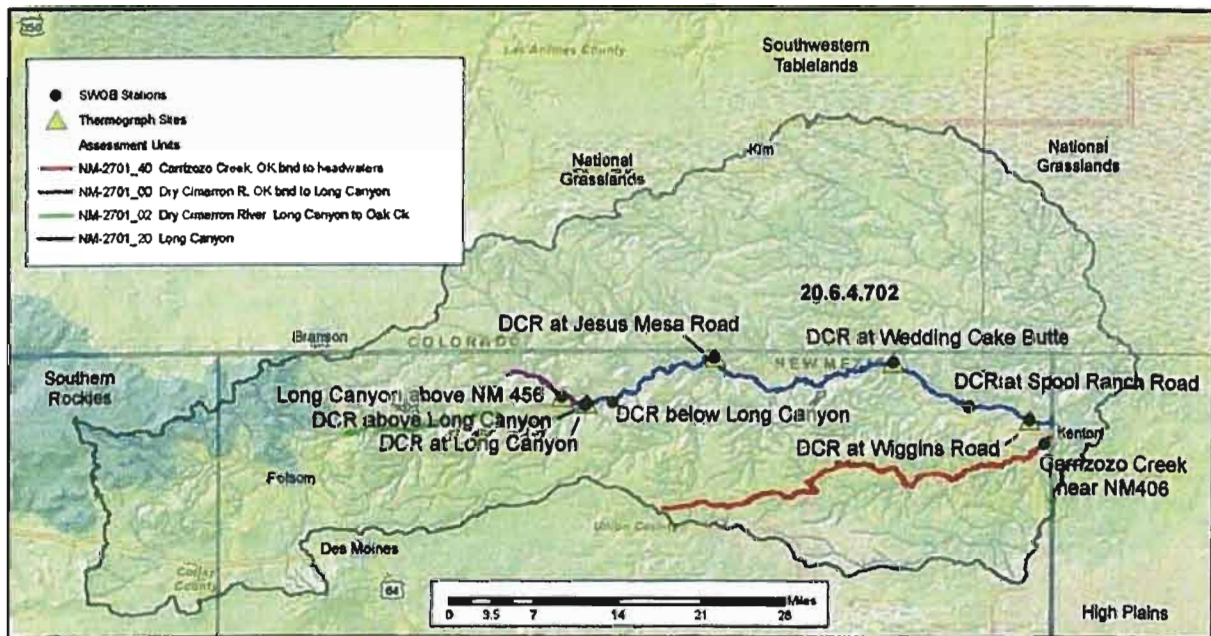 350
Las Animas County
Southwestern
Tablelands
SWQB Stations
Thermograph Sites
Assessment Units
NM-2701_40 Carrizozo Creek, OK bnd to headwaters
NM-2701_00 Dry Cimarron R, OK bnd to Long Canyon
NM-2701_02 Dry Cimarron River Long Canyon to Oak Ck
NM-2701_20 Long Canyon
Kim
National
Grasslands
National
Grasslands
20.6.4.702
DCR at Jesus Mesa Road
DCR at Wedding Cake Butte
Branson
COLORADO
NEW MEXI
Southern
Rockies
Long Canyon above NM 456
DCR at Spool Ranch Road
DCR above Long Canyon
DCR below Long Canyon
DCR at Long Canyon
DCR at Wiggins Road
Kenton
Carrizozo Creek
near NM406
Folsom
Union County
Des Moines
Colfax
County
64
Miles
0 3.5 7 14 21 28
High Plains